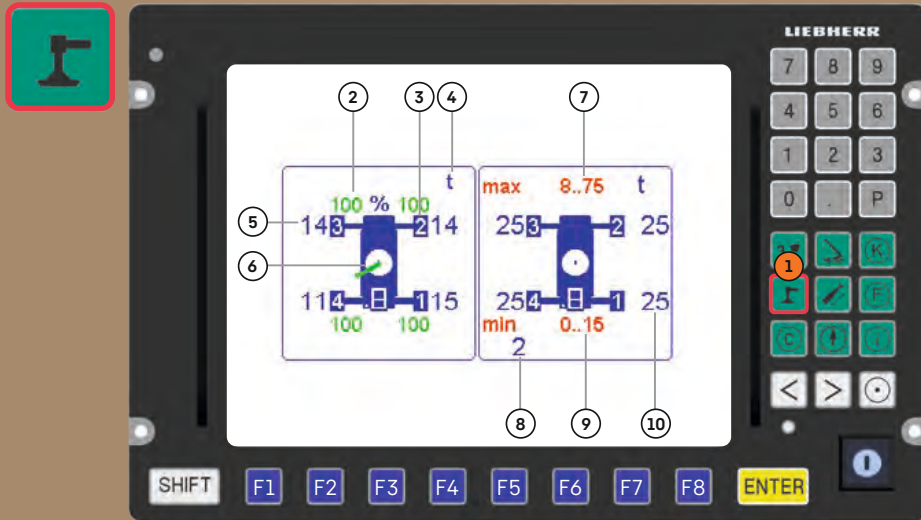 LIEBHERR
7 8 9
4 5 6
1 2 3
0 . P
2 3 4 7
t max 8..75 t
100 % 100
5 14 3 2 14 25 3 2 25
6
1
11 4 1 15 25 4 1 25
100 100 min 0..15
2
8 9 10
K
F
C i
< >
SHIFT F1 F2 F3 F4 F5 F6 F7 F8 ENTER